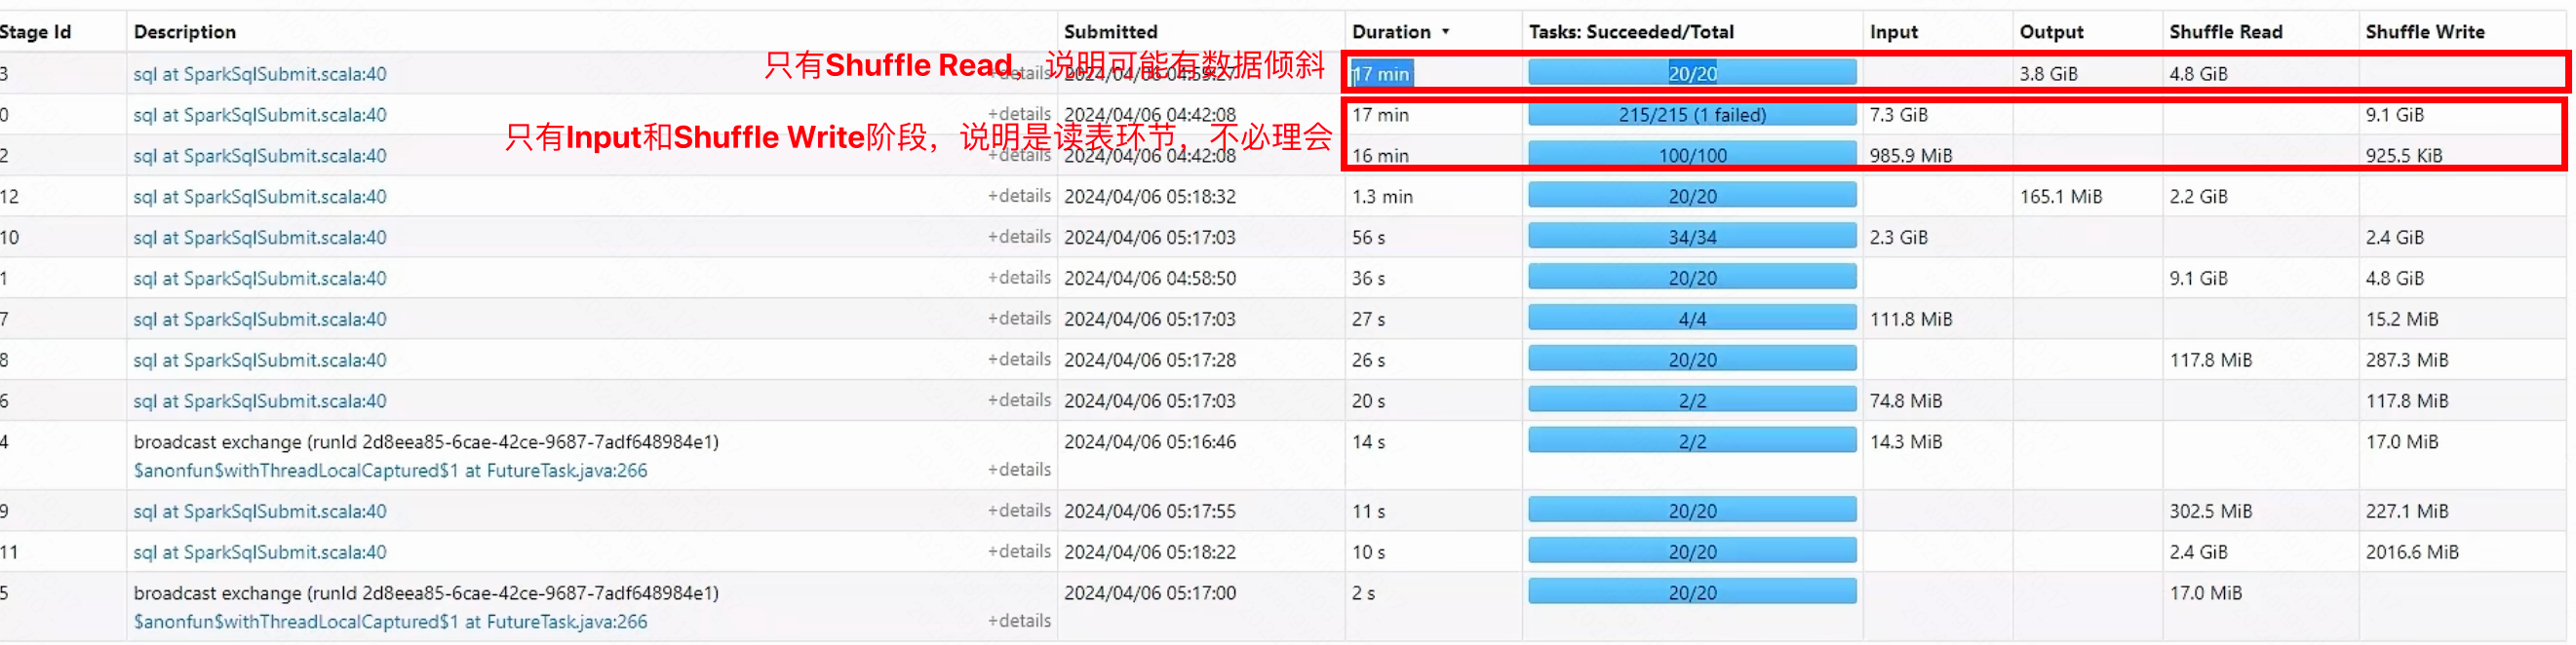 Stage Id Description Submitted Duration ▾ Tasks: Succeeded/Total Input Output Shuffle Read Shuffle Write
只有Shuffle Read，说明可能有数据倾斜
3 sql at SparkSqlSubmit.scala:40 +details 2024/04/06 04:59:27 17 min 20/20 3.8 GiB 4.8 GiB
0 sql at SparkSqlSubmit.scala:40 +details 2024/04/06 04:42:08 17 min 215/215 (1 failed) 7.3 GiB 9.1 GiB
只有Input和Shuffle Write阶段，说明是读表环节，不必理会
2 sql at SparkSqlSubmit.scala:40 +details 2024/04/06 04:42:08 16 min 100/100 985.9 MiB 925.5 KiB
12 sql at SparkSqlSubmit.scala:40 +details 2024/04/06 05:18:32 1.3 min 20/20 165.1 MiB 2.2 GiB
10 sql at SparkSqlSubmit.scala:40 +details 2024/04/06 05:17:03 56 s 34/34 2.3 GiB 2.4 GiB
1 sql at SparkSqlSubmit.scala:40 +details 2024/04/06 04:58:50 36 s 20/20 9.1 GiB 4.8 GiB
7 sql at SparkSqlSubmit.scala:40 +details 2024/04/06 05:17:03 27 s 4/4 111.8 MiB 15.2 MiB
8 sql at SparkSqlSubmit.scala:40 +details 2024/04/06 05:17:28 26 s 20/20 117.8 MiB 287.3 MiB
6 sql at SparkSqlSubmit.scala:40 +details 2024/04/06 05:17:03 20 s 2/2 74.8 MiB 117.8 MiB
4 broadcast exchange (runId 2d8eea85-6cae-42ce-9687-7adf648984e1) 2024/04/06 05:16:46 14 s 2/2 14.3 MiB 17.0 MiB
$anonfun$withThreadLocalCaptured$1 at FutureTask.java:266 +details
9 sql at SparkSqlSubmit.scala:40 +details 2024/04/06 05:17:55 11 s 20/20 302.5 MiB 227.1 MiB
11 sql at SparkSqlSubmit.scala:40 +details 2024/04/06 05:18:22 10 s 20/20 2.4 GiB 2016.6 MiB
5 broadcast exchange (runId 2d8eea85-6cae-42ce-9687-7adf648984e1) 2024/04/06 05:17:00 2 s 20/20 17.0 MiB
$anonfun$withThreadLocalCaptured$1 at FutureTask.java:266 +details